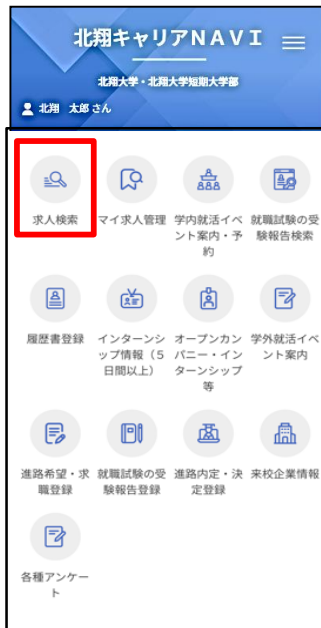 北翔キャリアNAVI
北翔大学・北翔大学短期大学部
北翔 太郎 さん
求人検索
マイ求人管理
学内就活イベ
ント案内・予
約
就職試験の受
験報告検索
履歴書登録
インターンシ
ップ情報（5
日間以上）
オープンカン
パニー・イン
ターンシップ
等
学外就活イベ
ント案内
進路希望・求
職登録
就職試験の受
験報告登録
進路内定・決
定登録
来校企業情報
各種アンケー
ト